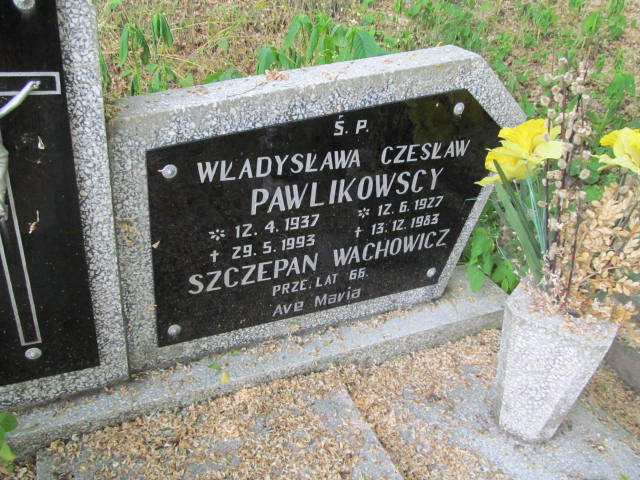 Ś. P.
WŁADYSŁAWA CZESŁAW
PAWLIKOWSCY
* 12. 4. 1937 * 12. 6. 1927
† 29. 5. 1993 † 13. 12. 1983
SZCZEPAN WACHOWICZ
PRZE. LAT 66.
Ave Maria